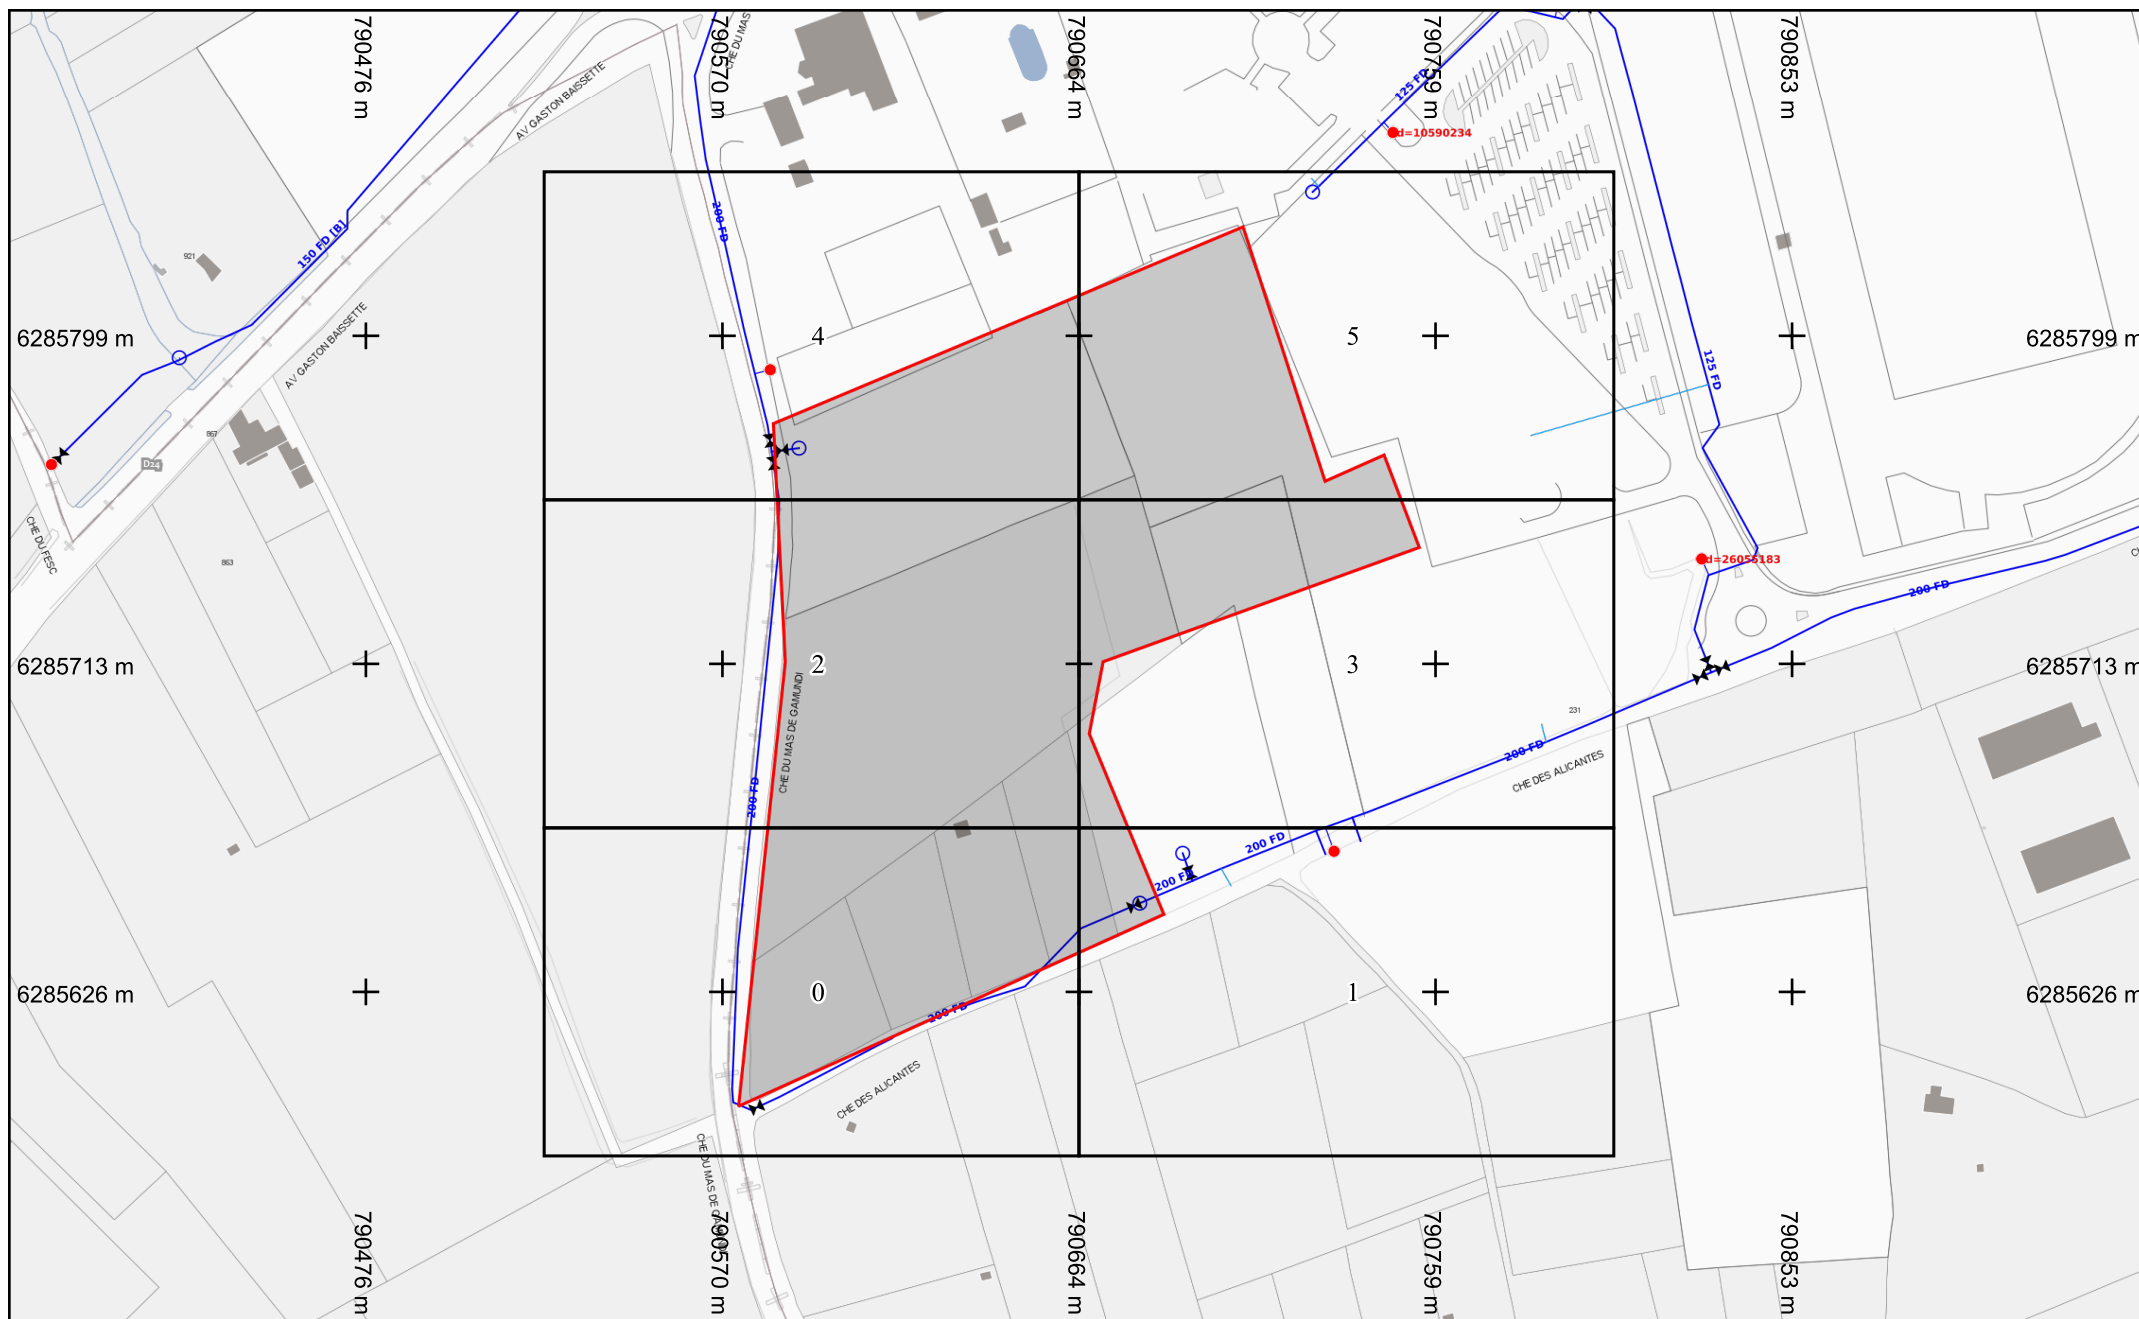 790476 m
790570 m
790664 m
790759 m
790853 m
CHE DU MAS
AV GASTON BAISSETTE
125 FD
d=10590234
200 FD
150 FD [B]
921
6285799 m
4
5
6285799 m
AV GASTON BAISSETTE
125 FD
867
D24
CHE DU FESC
863
d=26055183
200 FD
6285713 m
2
3
6285713 m
CHE DU MAS DE GAMUNDI
231
200 FD
CHE DES ALICANTES
200 FD
200 FD
200 FD
6285626 m
0
1
6285626 m
200 FD
CHE DES ALICANTES
CHE DU MAS DE
790476 m
790570 m
790664 m
790759 m
790853 m